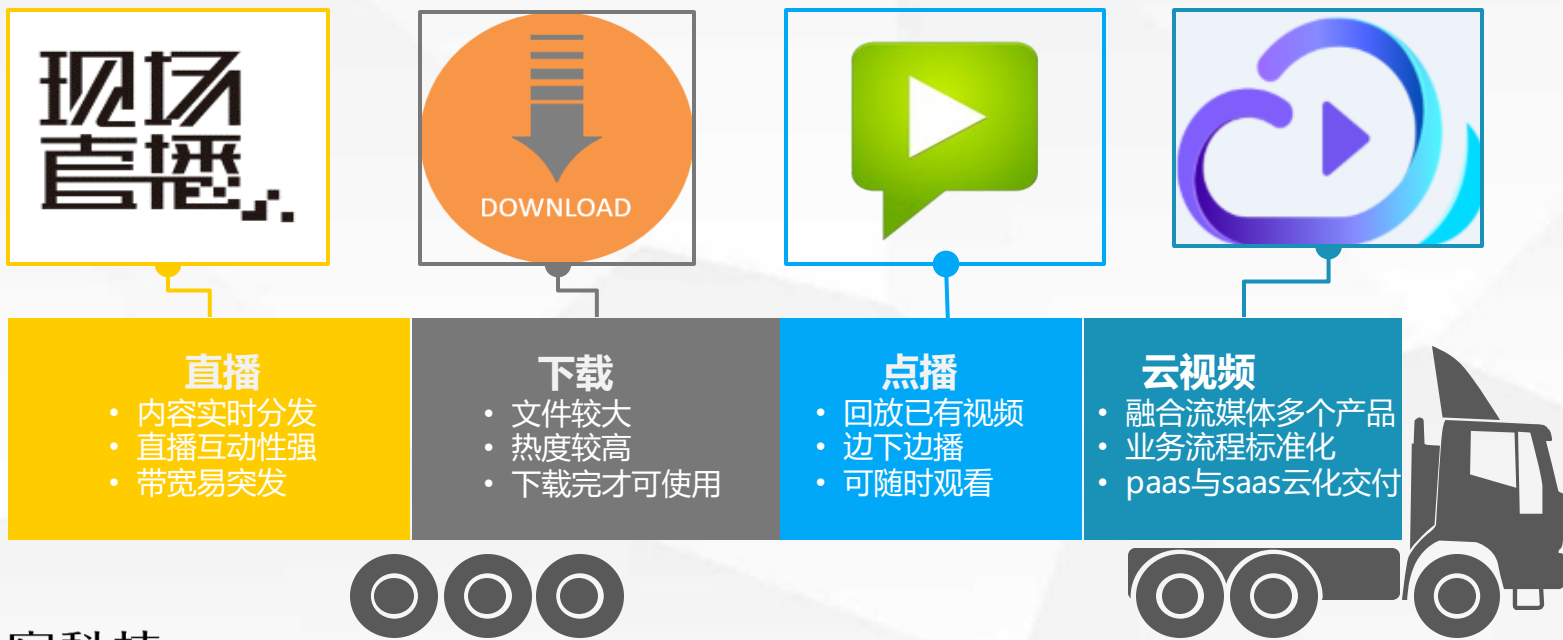 现场
直播
DOWNLOAD
直播
• 内容实时分发
• 直播互动性强
• 带宽易突发
下载
• 文件较大
• 热度较高
• 下载完才可使用
点播
• 回放已有视频
• 边下边播
• 可随时观看
云视频
• 融合流媒体多个产品
• 业务流程标准化
• paas与saas云化交付